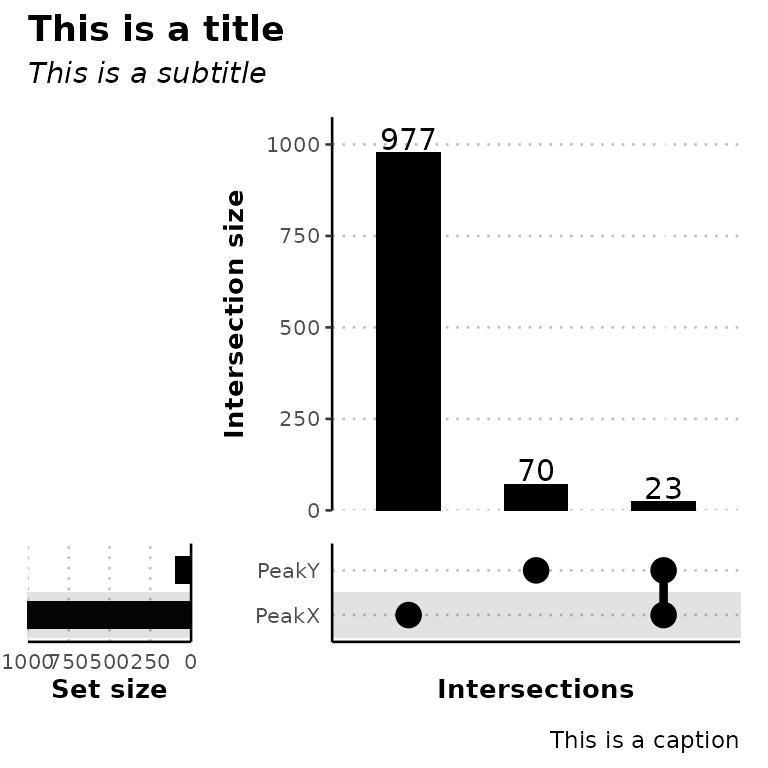 This is a title
This is a subtitle
Intersection size
1000
750
500
250
0
977
70
23
PeakY
PeakX
1000 750 500 250 0
Set size
Intersections
This is a caption